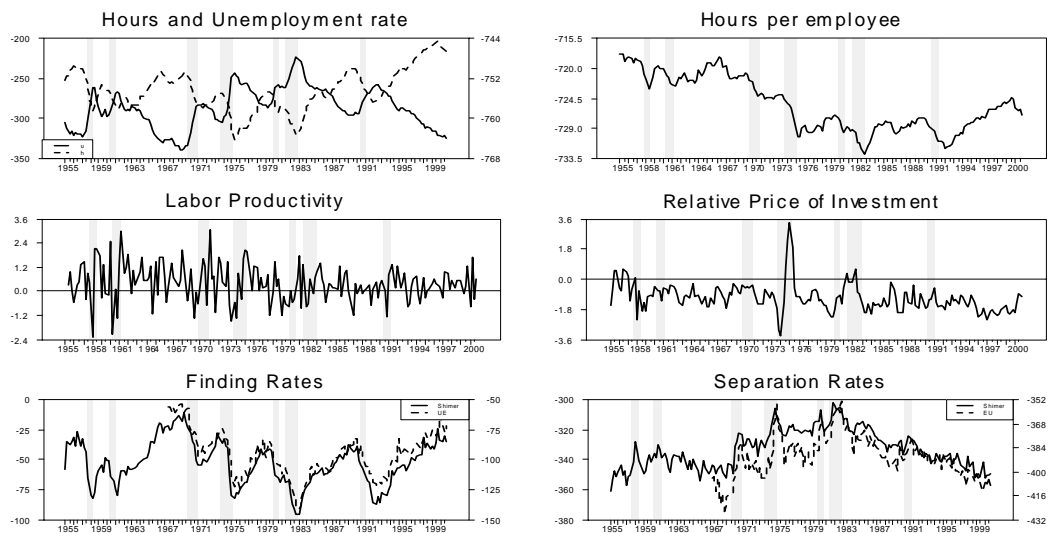 Hours and Unemployment rate
-200 -250 -300 -350
-744 -752 -760 -768
u
h
1955 1959 1963 1967 1971 1975 1979 1983 1987 1991 1995 1999
Hours per employee
-715.5 -720.0 -724.5 -729.0 -733.5
1955 1958 1961 1964 1967 1970 1973 1976 1979 1982 1985 1988 1991 1994 1997 2000
Labor Productivity
3.6 2.4 1.2 0.0 -1.2 -2.4
1955 1958 1961 1964 1967 1970 1973 1976 1979 1982 1985 1988 1991 1994 1997 2000
Relative Price of Investment
3.6 1.8 0.0 -1.8 -3.6
1955 1958 1961 1964 1967 1970 1973 1976 1979 1982 1985 1988 1991 1994 1997 2000
Finding Rates
0 -25 -50 -75 -100
-50 -75 -100 -125 -150
Shimer
UE
1955 1959 1963 1967 1971 1975 1979 1983 1987 1991 1995 1999
Separation Rates
-300 -320 -340 -360 -380
-352 -368 -384 -400 -416 -432
Shimer
EU
1955 1959 1963 1967 1971 1975 1979 1983 1987 1991 1995 1999